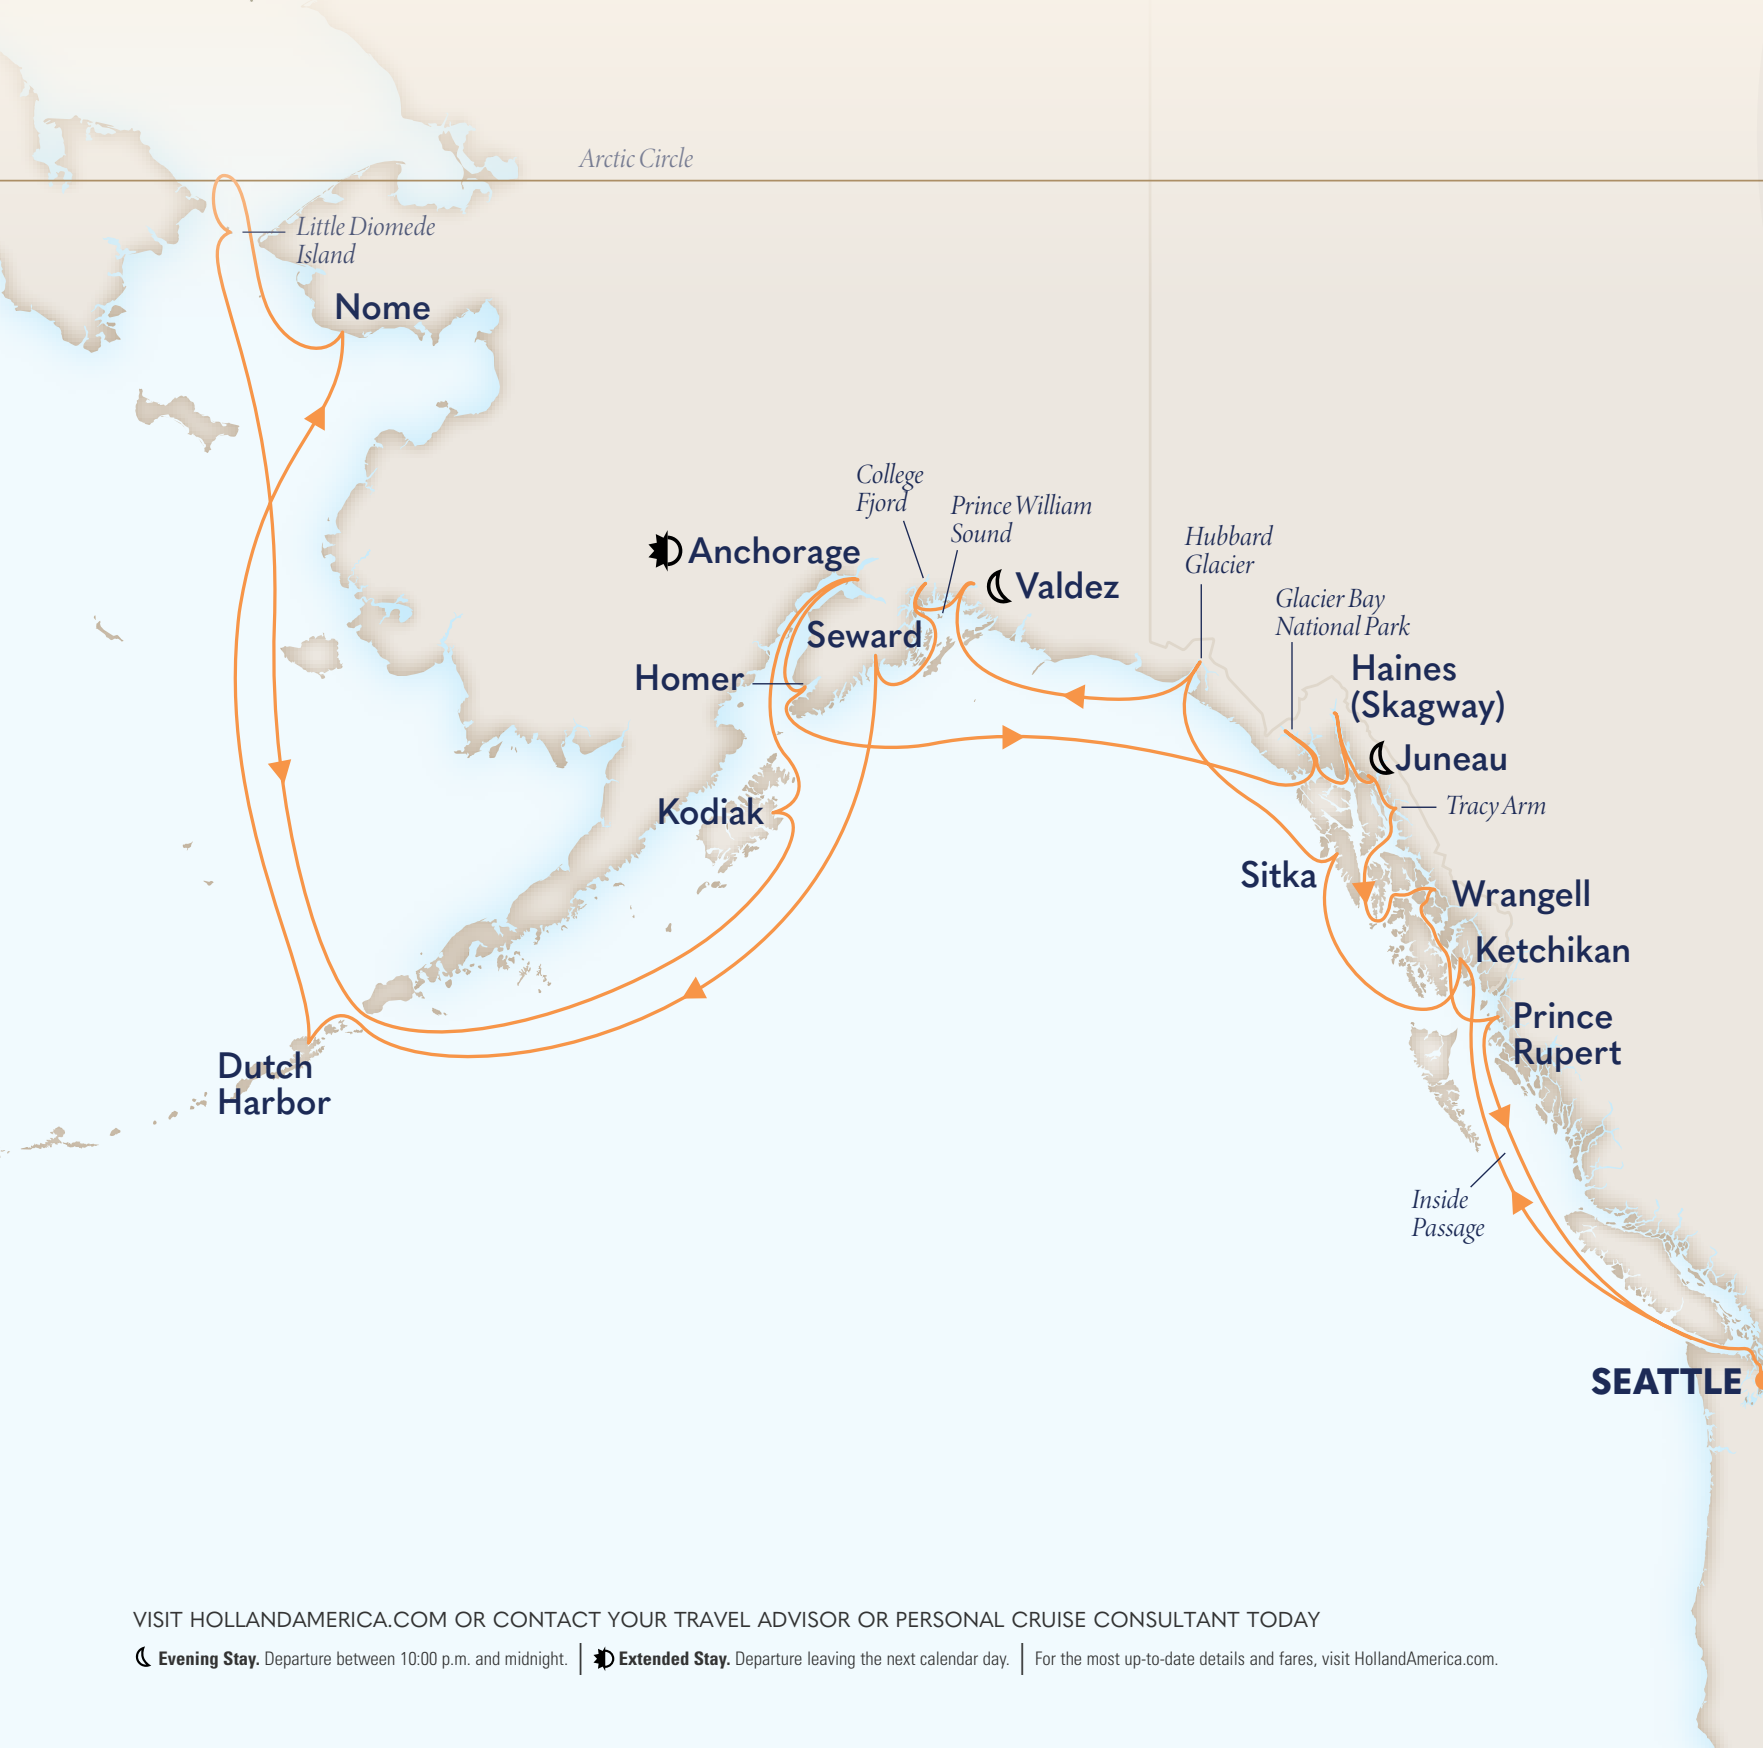 Arctic Circle
Little Diomede
Island
Nome
College
Fjord
Prince William
Sound
Anchorage
Valdez
Hubbard
Glacier
Glacier Bay
National Park
Seward
Homer
Haines
(Skagway)
Juneau
Tracy Arm
Kodiak
Sitka
Wrangell
Ketchikan
Prince
Rupert
Dutch
Harbor
Inside
Passage
SEATTLE
VISIT HOLLANDAMERICA.COM OR CONTACT YOUR TRAVEL ADVISOR OR PERSONAL CRUISE CONSULTANT TODAY
Evening Stay. Departure between 10:00 p.m. and midnight. | Extended Stay. Departure leaving the next calendar day. | For the most up-to-date details and fares, visit HollandAmerica.com.